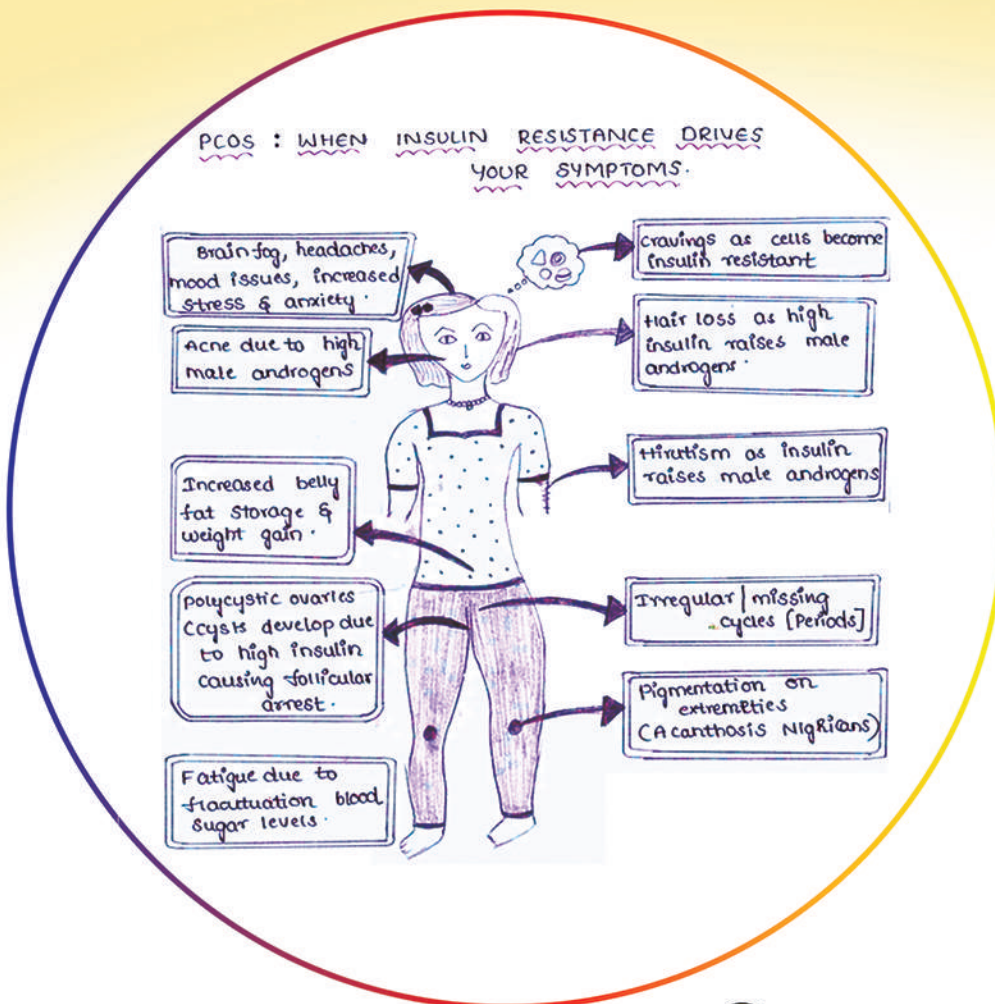 PCOS : WHEN INSULIN RESISTANCE DRIVES
YOUR SYMPTOMS.
Brain fog, headaches,
mood issues, increased
stress & anxiety.
Acne due to high
male androgens
Increased belly
fat storage &
weight gain.
Polycystic ovaries
Ccysts develop due
to high insulin
causing follicular
arrest.
Fatigue due to
flaattuation blood
sugar levels.
Cravings as cells become
insulin resistant
Hair loss as high
insulin raises male
androgens.
Hirutism as insulin
raises male androgens
Irregular | missing
cycles [Periods]
Pigmentation on
extremeties
(Acanthosis Nigricans)